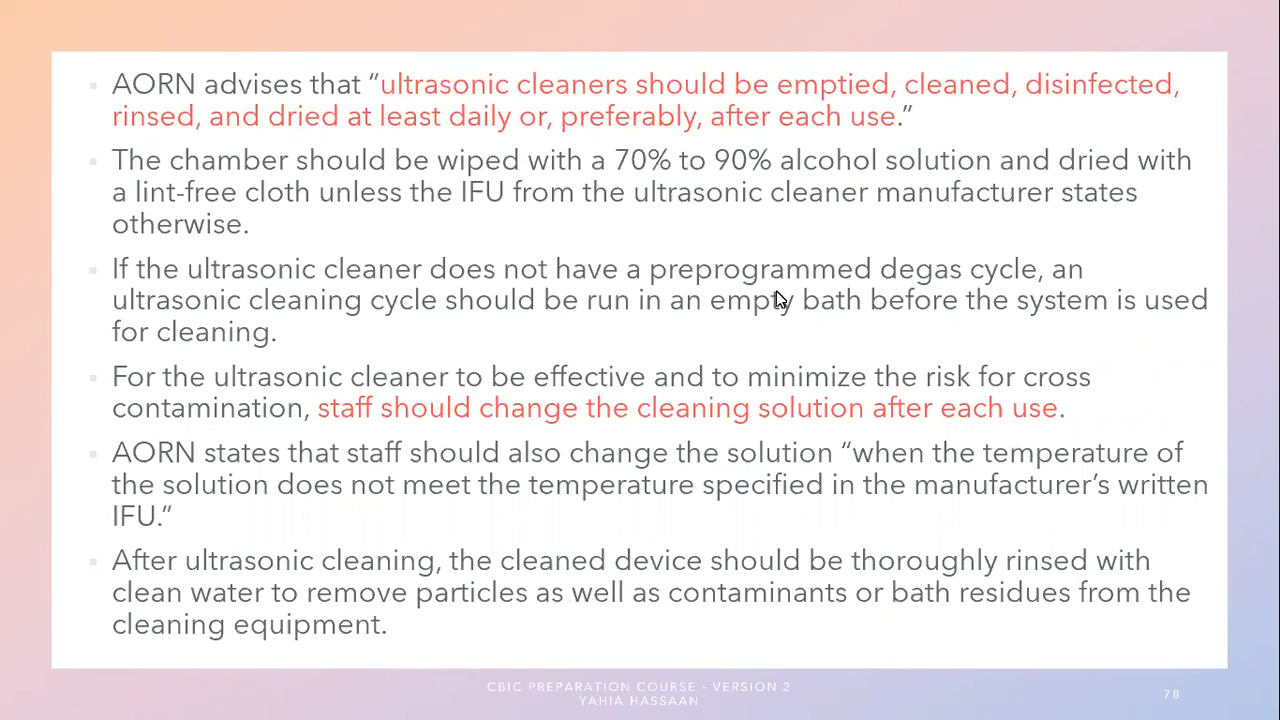 AORN advises that “ultrasonic cleaners should be emptied, cleaned, disinfected,
rinsed, and dried at least daily or, preferably, after each use.”
The chamber should be wiped with a 70% to 90% alcohol solution and dried with
a lint-free cloth unless the IFU from the ultrasonic cleaner manufacturer states
otherwise.
If the ultrasonic cleaner does not have a preprogrammed degas cycle, an
ultrasonic cleaning cycle should be run in an empty bath before the system is used
for cleaning.
For the ultrasonic cleaner to be effective and to minimize the risk for cross
contamination, staff should change the cleaning solution after each use.
AORN states that staff should also change the solution “when the temperature of
the solution does not meet the temperature specified in the manufacturer’s written
IFU.”
After ultrasonic cleaning, the cleaned device should be thoroughly rinsed with
clean water to remove particles as well as contaminants or bath residues from the
cleaning equipment.
CBIC PREPARATION COURSE - VERSION 2
YAHIA HASSAAN
78